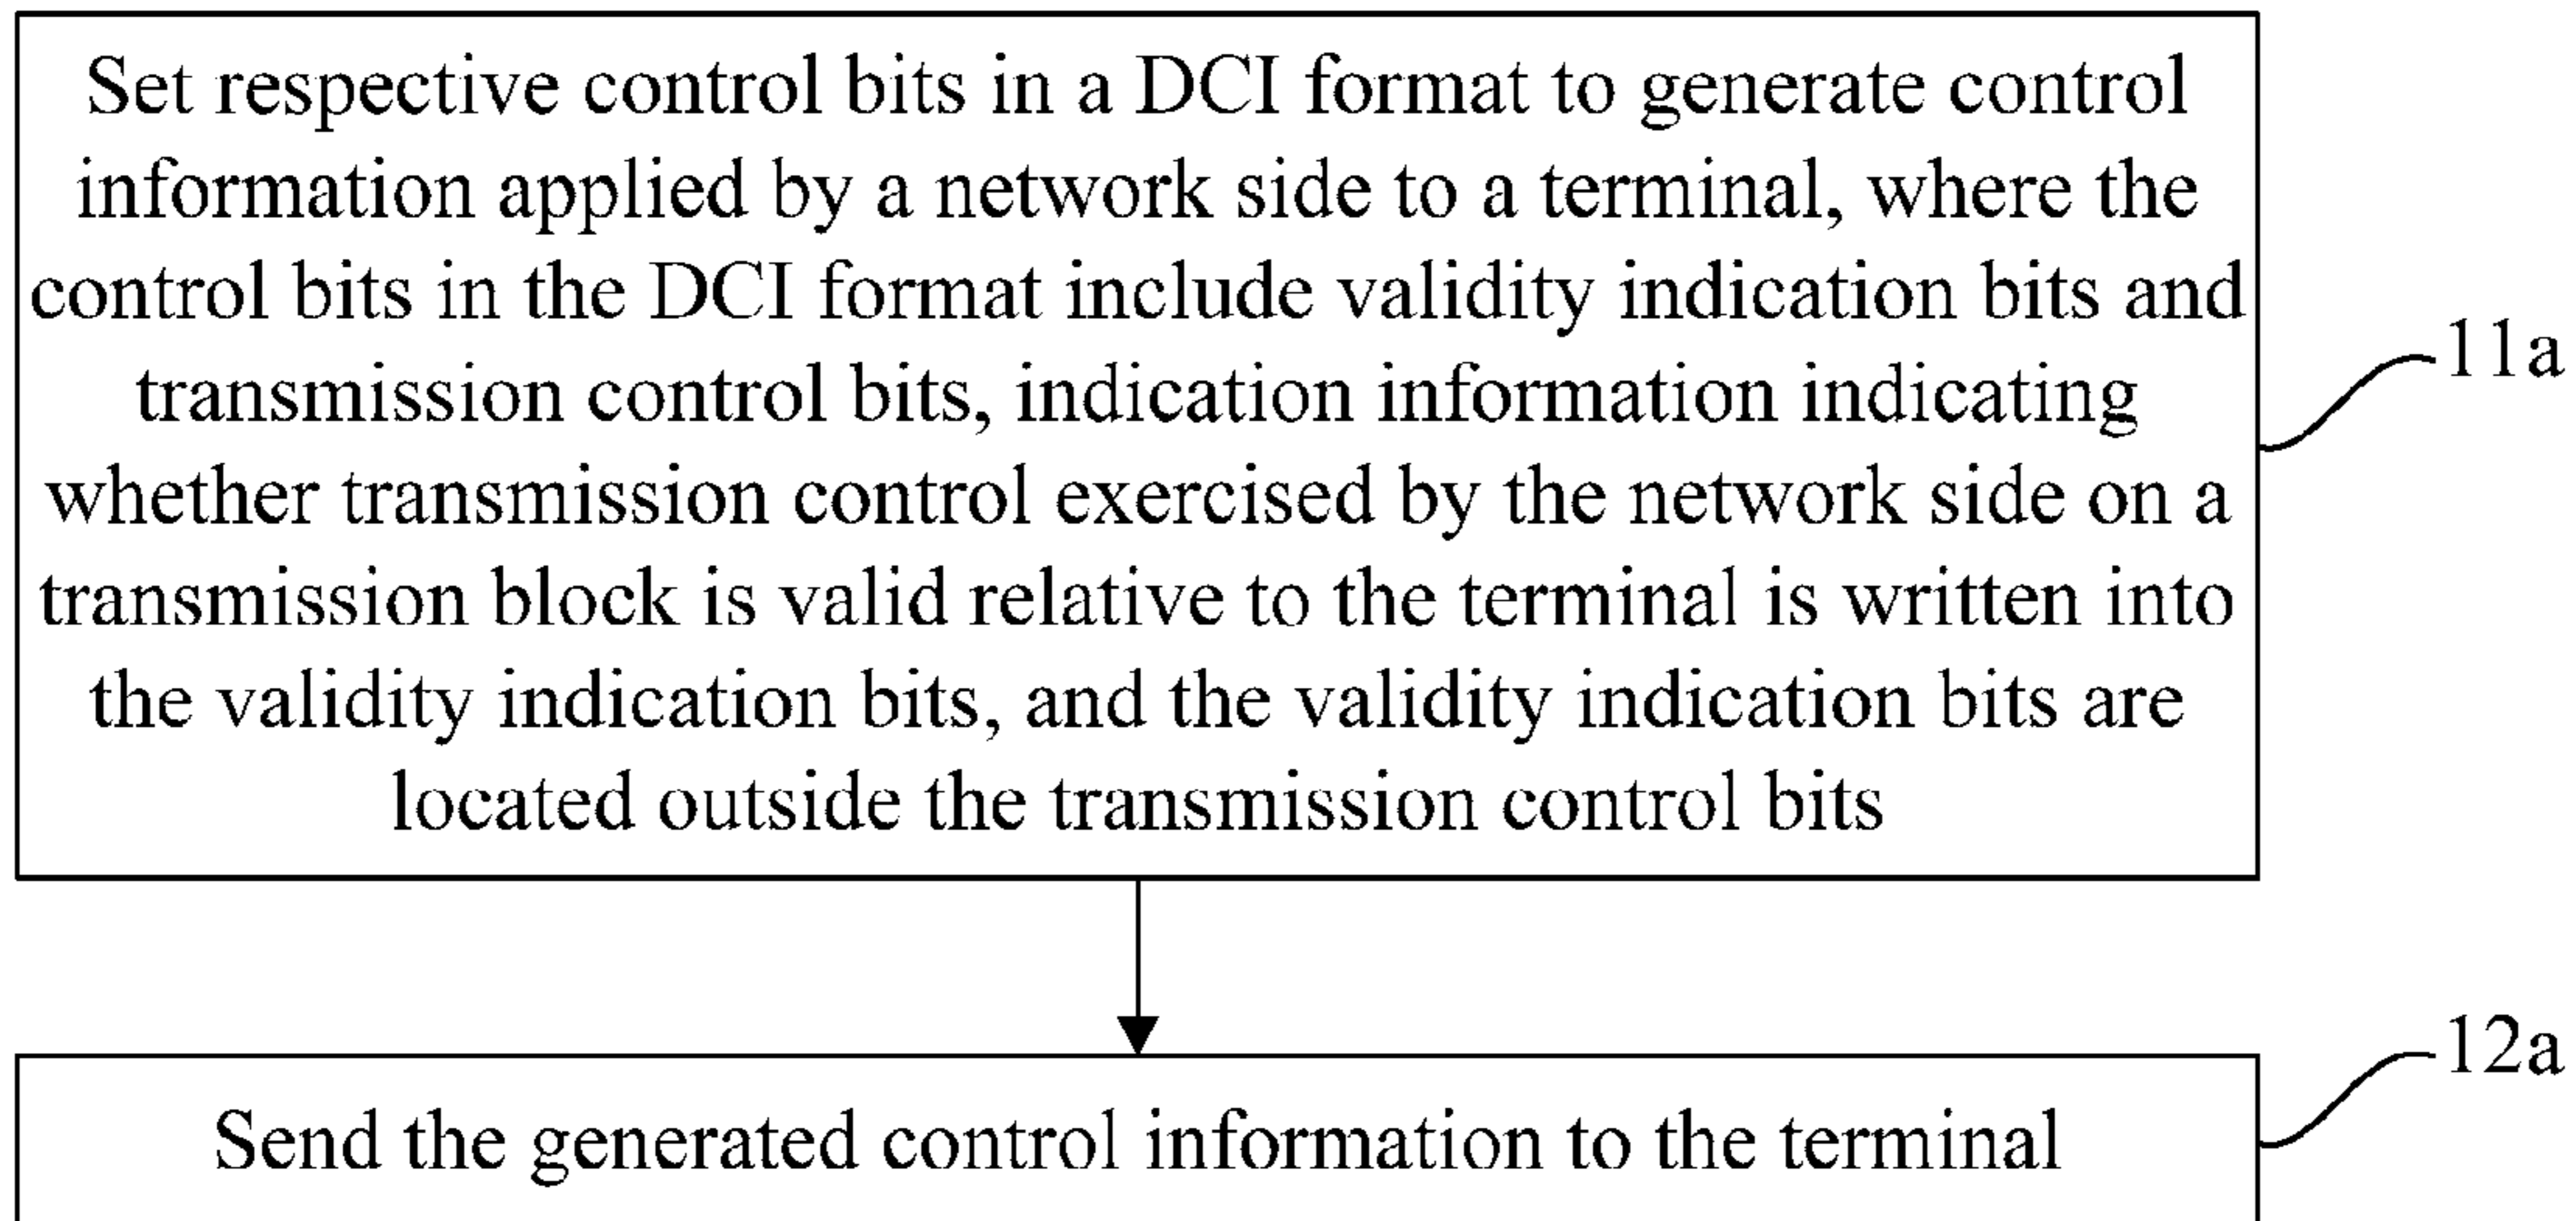 Set respective control bits in a DCI format to generate control
information applied by a network side to a terminal, where the
control bits in the DCI format include validity indication bits and
transmission control bits, indication information indicating
whether transmission control exercised by the network side on a
transmission block is valid relative to the terminal is written into
the validity indication bits, and the validity indication bits are
located outside the transmission control bits
11a
Send the generated control information to the terminal
12a